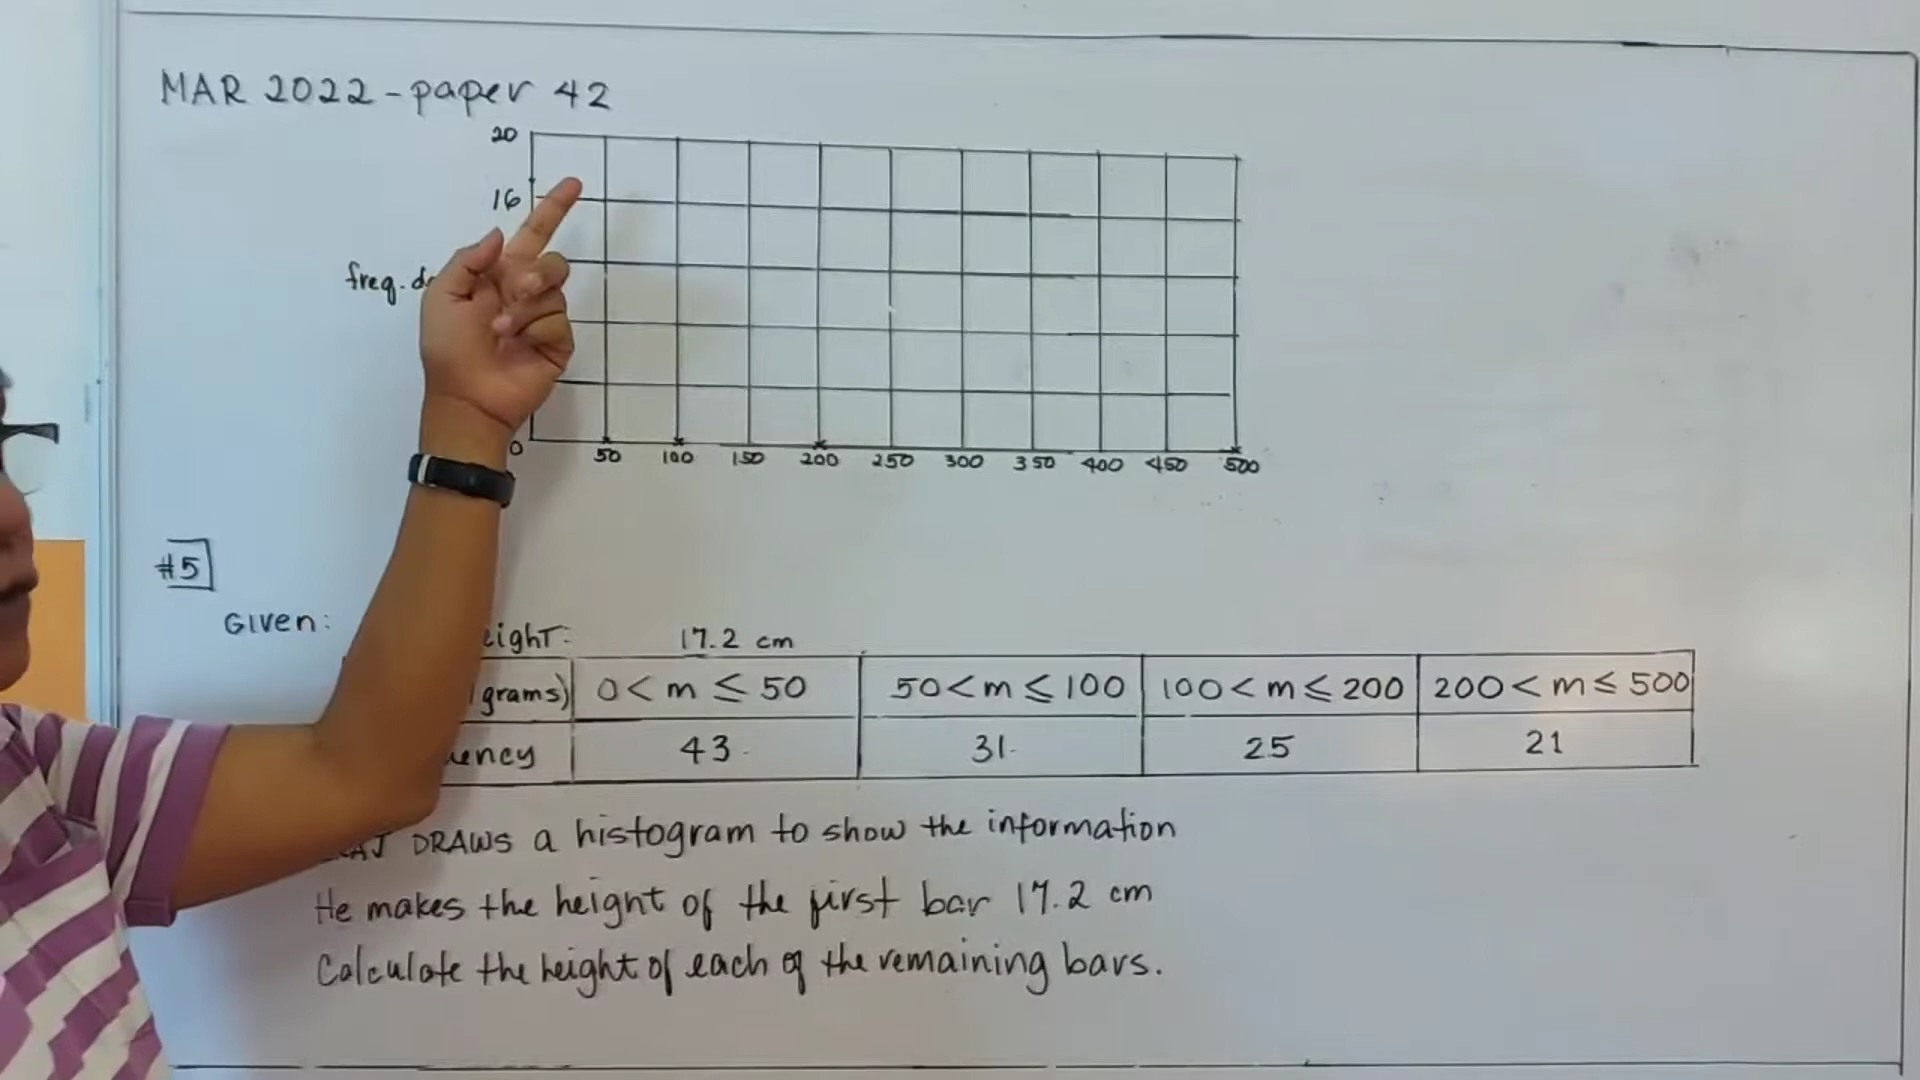 MAR 2022 - paper 42
20
16
freq.
0
50 100 150 200 250 300 350 400 450 500
#5
Given: 17.2 cm
grams) 0 < m ≤ 50 50 < m ≤ 100 100 < m ≤ 200 200 < m ≤ 500
43 31 25 21
DRAWS a histogram to show the information
He makes the height of the first bar 17.2 cm
Calculate the height of each of the remaining bars.